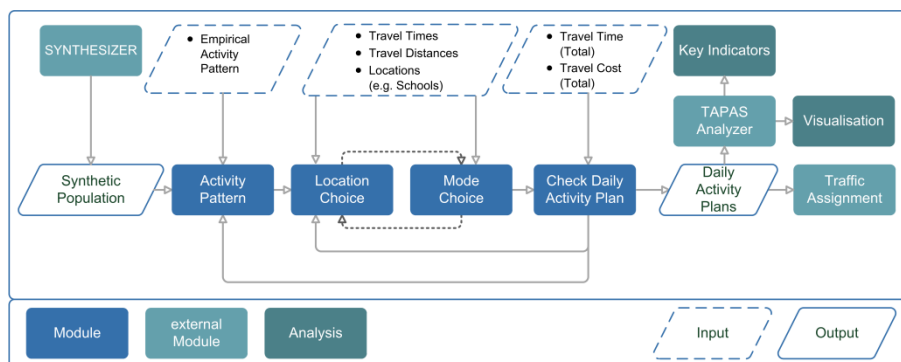 SYNTHESIZER
● Empirical
Activity
Pattern
● Travel Times
● Travel Distances
● Locations
(e.g. Schools)
● Travel Time
(Total)
● Travel Cost
(Total)
Key Indicators
TAPAS
Analyzer
Visualisation
Synthetic
Population
Activity
Pattern
Location
Choice
Mode
Choice
Check Daily
Activity Plan
Daily
Activity
Plans
Traffic
Assignment
Module
external
Module
Analysis
Input
Output